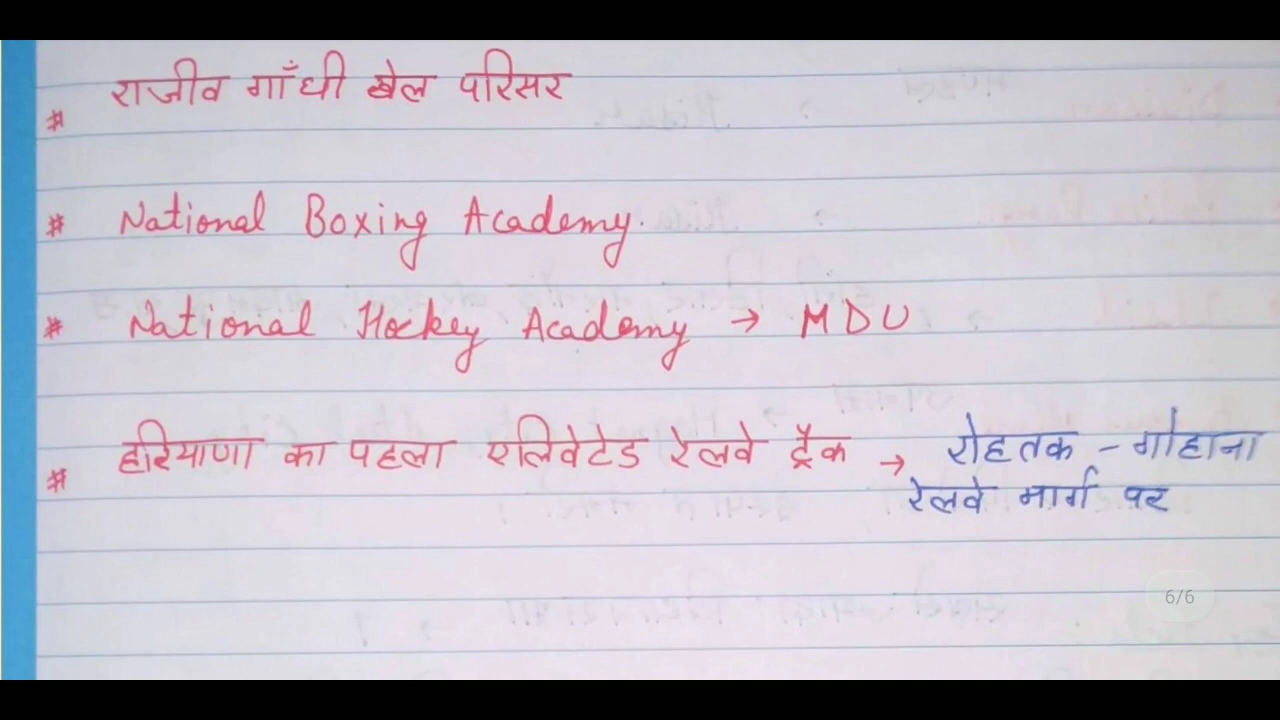 # राजीव गाँधी खेल परिसर
# National Boxing Academy.
# National Hockey Academy → MDU
# हरियाणा का पहला एलिवेटेड रेलवे ट्रैक → रोहतक - गोहाना
रेलवे मार्ग पर
6/6